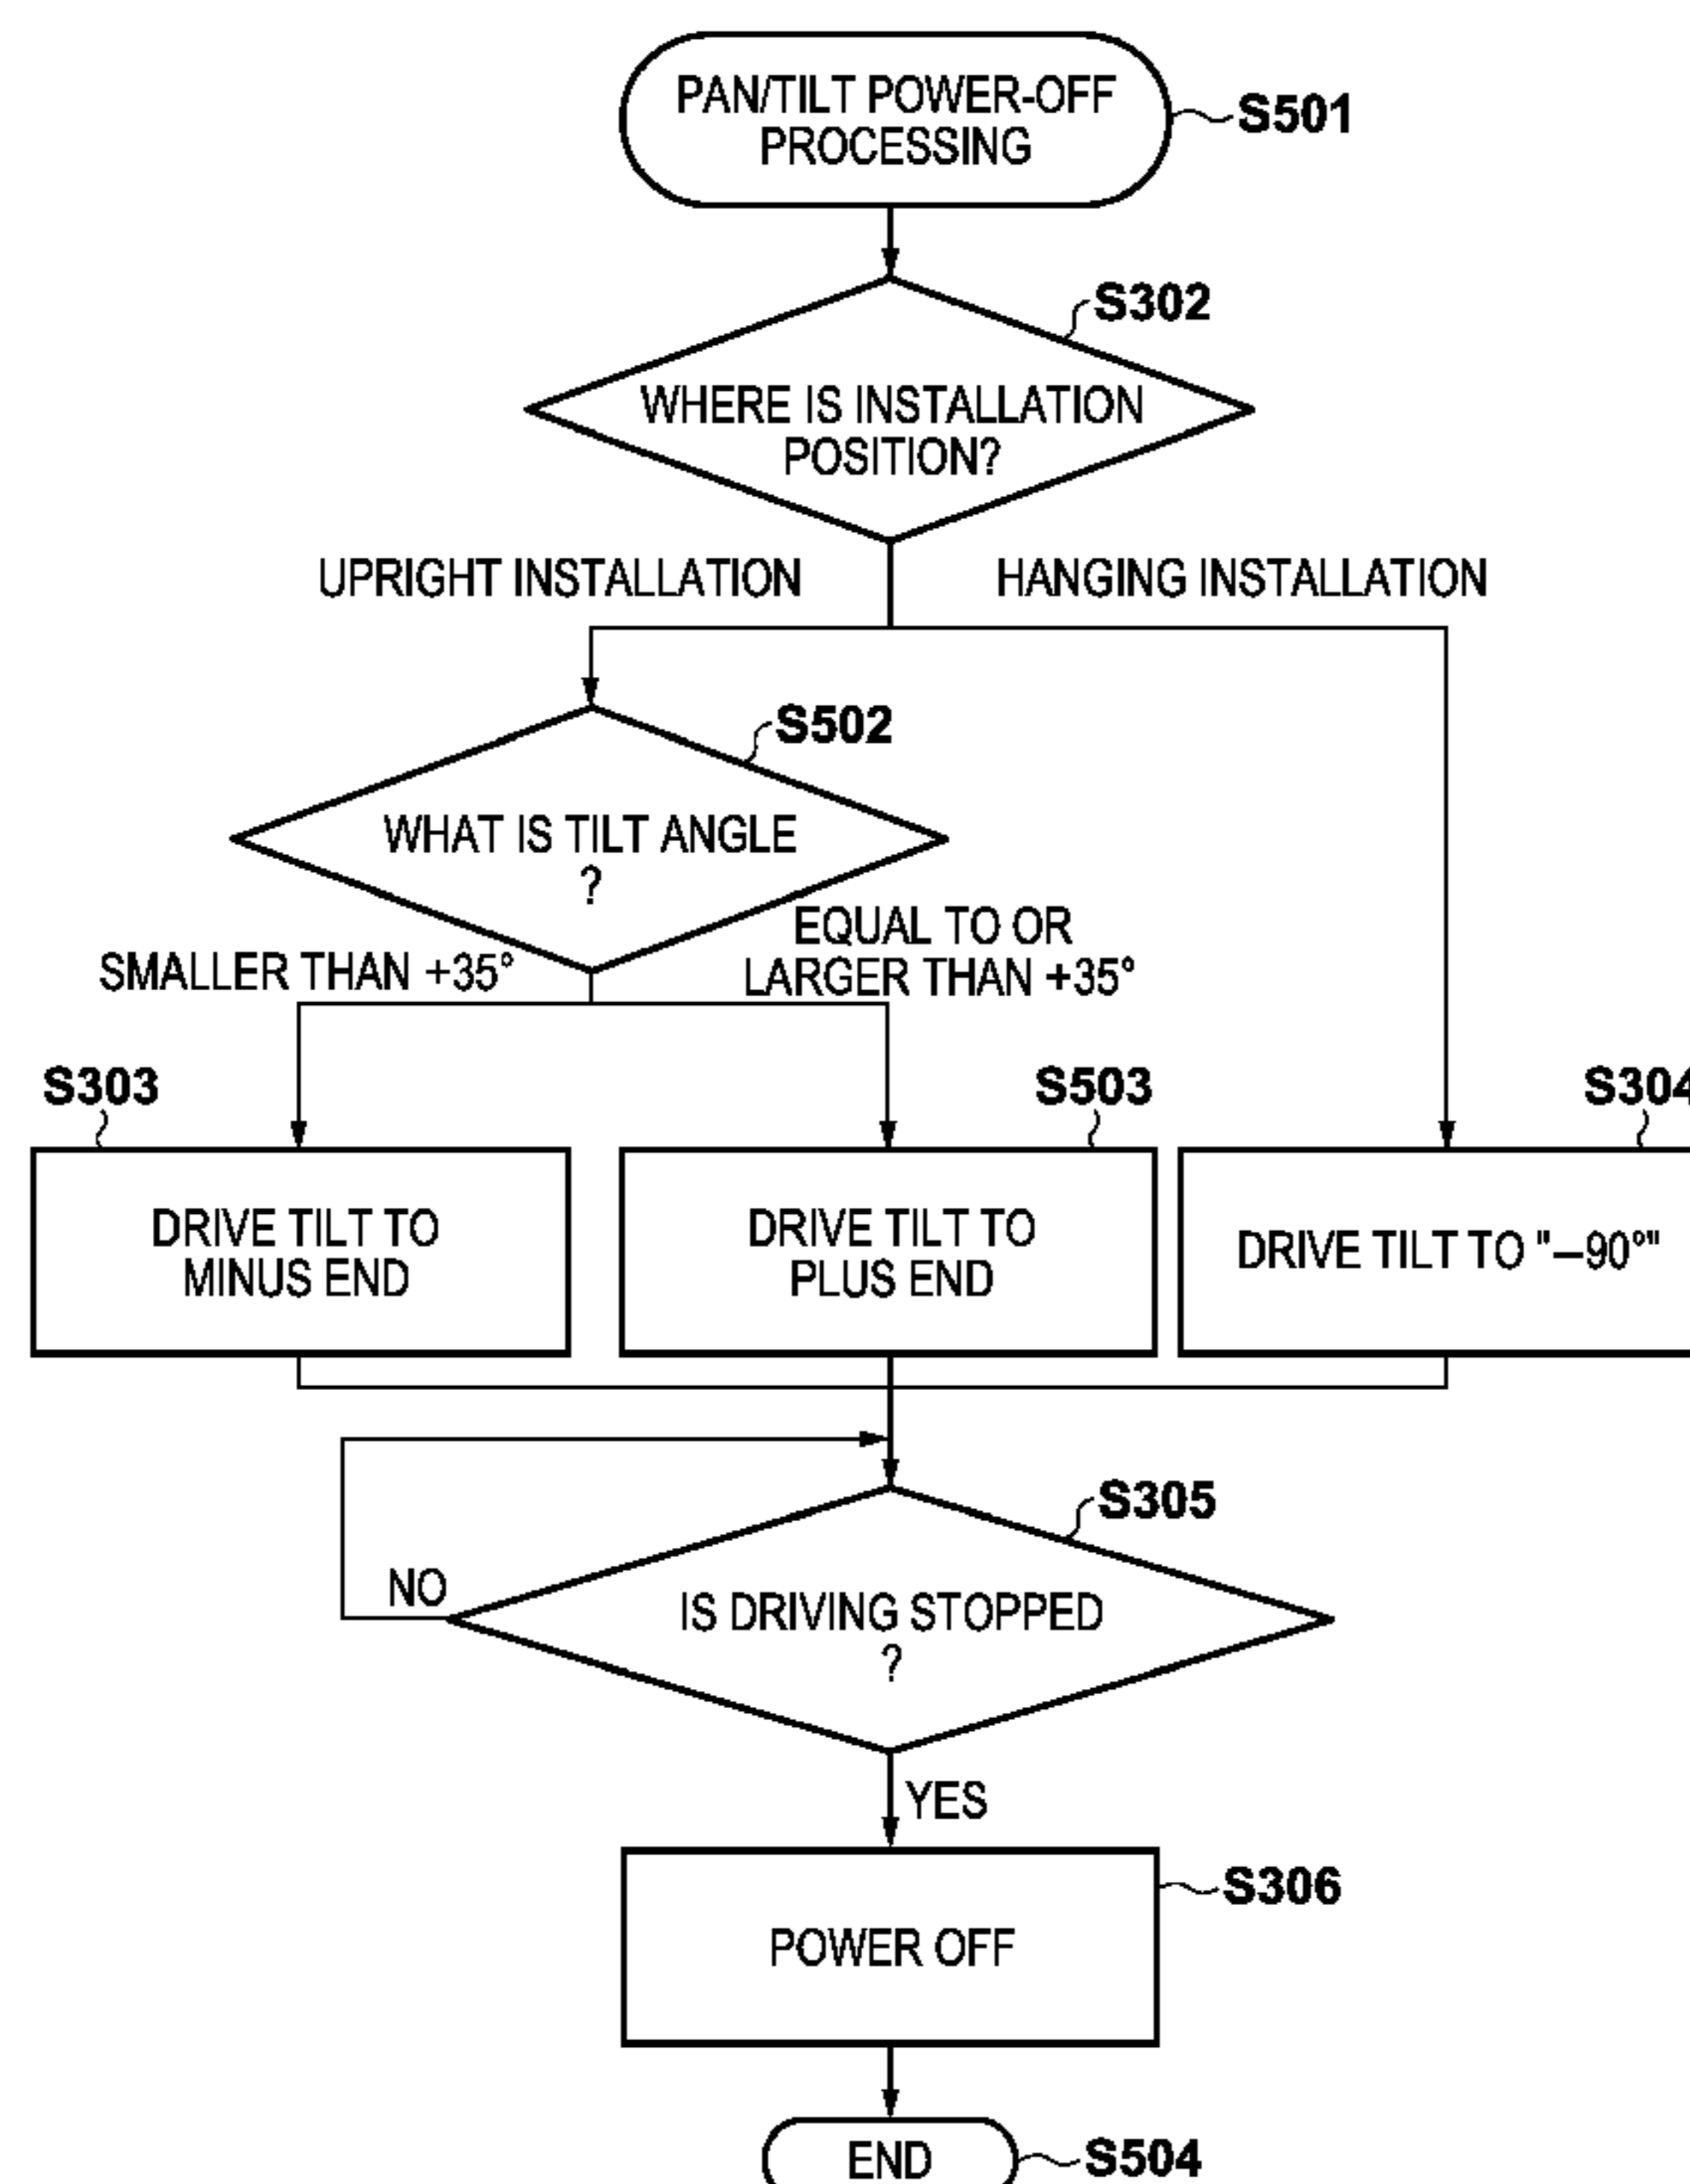 PAN/TILT POWER-OFF
PROCESSING
S501
S302
WHERE IS INSTALLATION
POSITION?
UPRIGHT INSTALLATION
HANGING INSTALLATION
S502
WHAT IS TILT ANGLE
?
SMALLER THAN +35°
EQUAL TO OR
LARGER THAN +35°
S303
S503
S304
DRIVE TILT TO
MINUS END
DRIVE TILT TO
PLUS END
DRIVE TILT TO "–90°"
S305
NO
IS DRIVING STOPPED
?
YES
S306
POWER OFF
END
S504